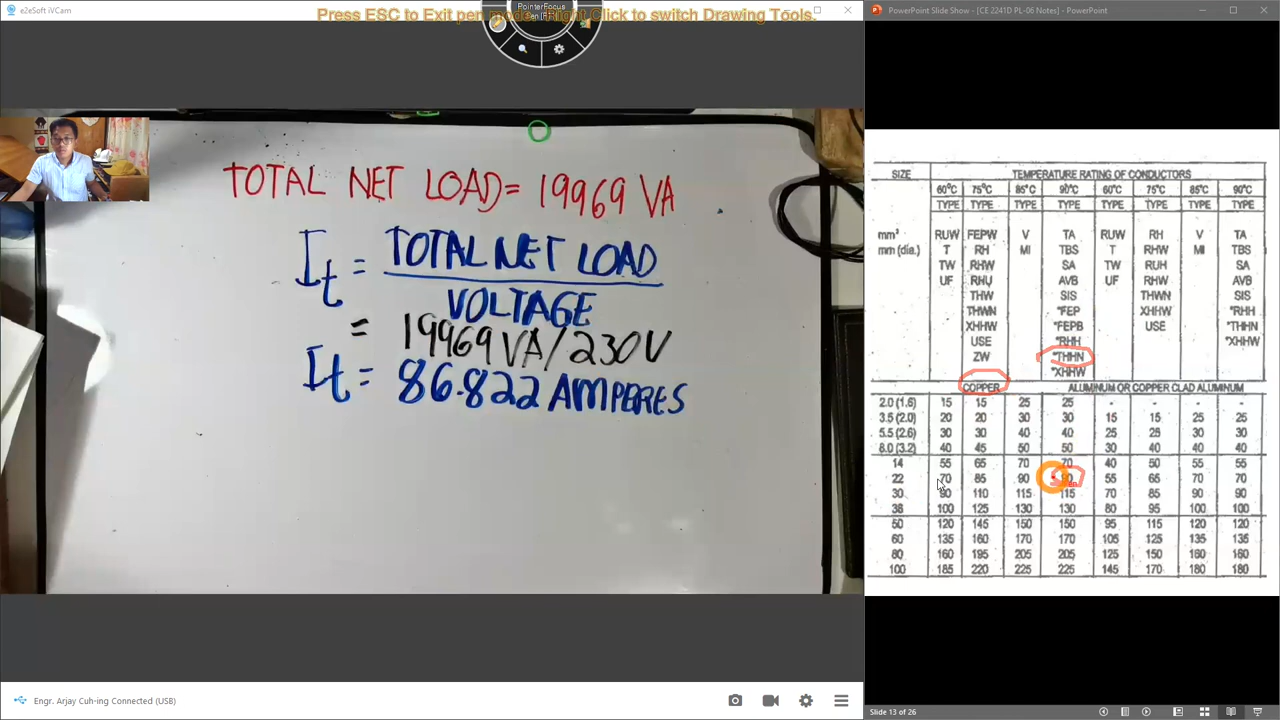 e2eSoft iVCam
Press ESC to Exit pen mode. Right Click to switch Drawing Tools.
PointerFocus
PowerPoint Slide Show - [CE 2241D PL-06 Notes] - PowerPoint
TOTAL NET LOAD = 19969 VA
It = TOTAL NET LOAD
VOLTAGE
= 19969 VA / 230V
It = 86.822 AMPERES
SIZE TEMPERATURE RATING OF CONDUCTORS
60°C 75°C 85°C 90°C 60°C 75°C 85°C 90°C
TYPE TYPE TYPE TYPE TYPE TYPE TYPE TYPE
mm² RUW FEPW V TA RUW RH V TA
mm (dia.) T RH MI TBS T RHW MI TBS
TW RHW SA TW RUH SA
UF RHU AVB UF RHW AVB
THW SIS THWN SIS
THWN *FEP XHHW *RHH
XHHW *FEPB USE *THHN
USE *RHH *XHHW
ZW *THHN
*XHHW
COPPER ALUMINUM OR COPPER CLAD ALUMINUM
2.0 (1.6) 15 15 25 25 - - - -
3.5 (2.0) 20 20 30 30 15 15 25 25
5.5 (2.6) 30 30 40 40 25 25 30 30
8.0 (3.2) 40 45 50 50 30 40 40 40
14 55 65 70 70 40 50 55 55
22 70 85 90 55 65 70 70
30 90 110 115 115 70 85 90 90
38 100 125 130 130 80 95 100 100
50 120 145 150 150 95 115 120 120
60 135 160 170 170 105 125 135 135
80 160 195 205 205 125 150 160 160
100 185 220 225 225 145 170 180 180
Engr. Arjay Cuh-ing Connected (USB)
Slide 13 of 26